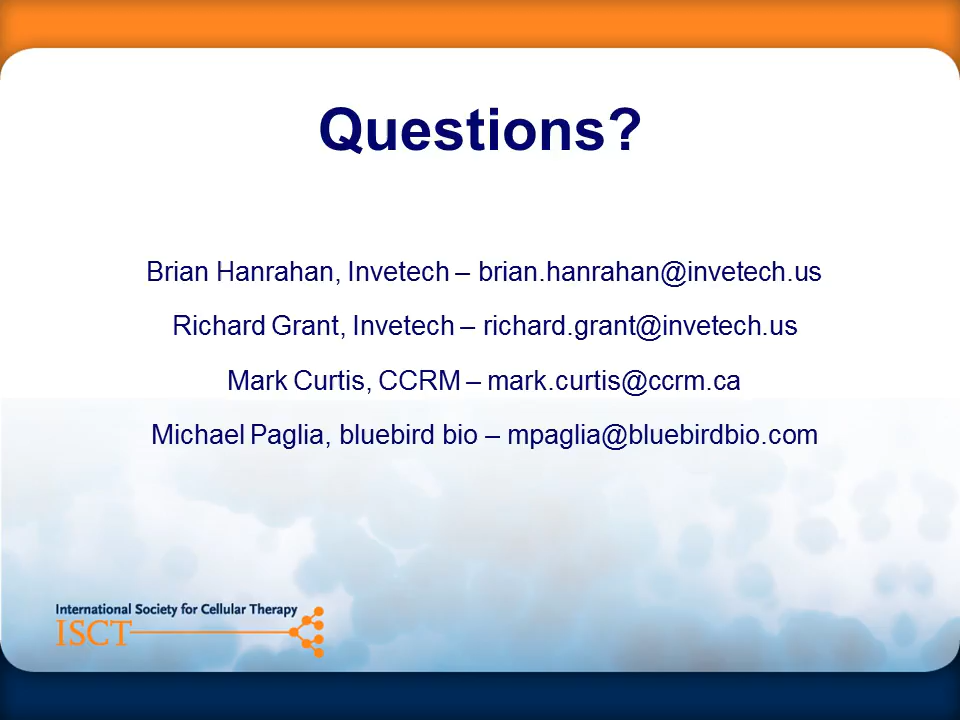 Questions?
Brian Hanrahan, Invetech – brian.hanrahan@invetech.us
Richard Grant, Invetech – richard.grant@invetech.us
Mark Curtis, CCRM – mark.curtis@ccrm.ca
Michael Paglia, bluebird bio – mpaglia@bluebirdbio.com
International Society for Cellular Therapy
ISCT